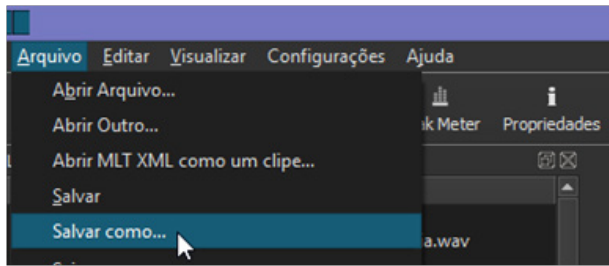 Arquivo Editar Visualizar Configurações Ajuda
Abrir Arquivo...
Abrir Outro...
Meter Propriedades
Abrir MLT XML como um clipe...
Salvar
Salvar como...
a.wav